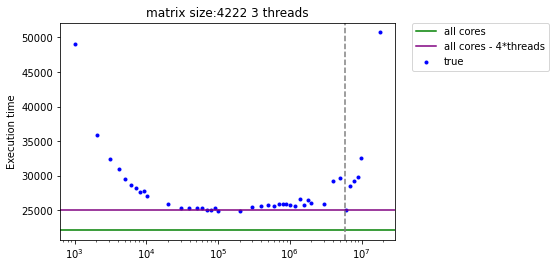 matrix size:4222 3 threads
all cores
all cores - 4*threads
true
Execution time
50000
45000
40000
35000
30000
25000
10³
10⁴
10⁵
10⁶
10⁷